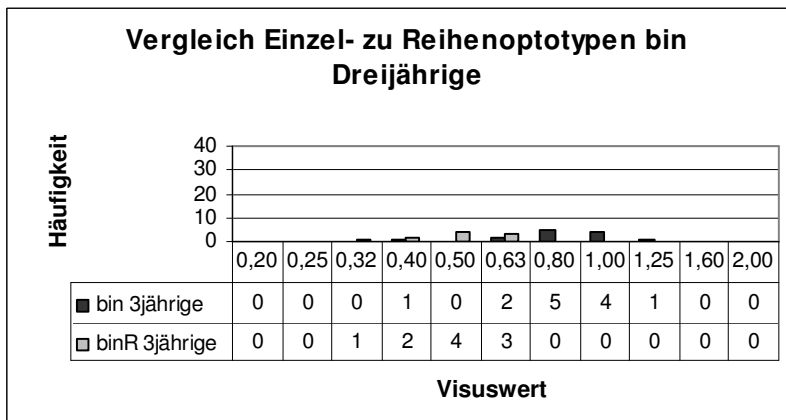 Vergleich Einzel- zu Reihenoptotypen bin
Dreijährige
Häufigkeit
40
30
20
10
0
0,20 0,25 0,32 0,40 0,50 0,63 0,80 1,00 1,25 1,60 2,00
bin 3jährige 0 0 0 1 0 2 5 4 1 0 0
binR 3jährige 0 0 1 2 4 3 0 0 0 0 0
Visuswert